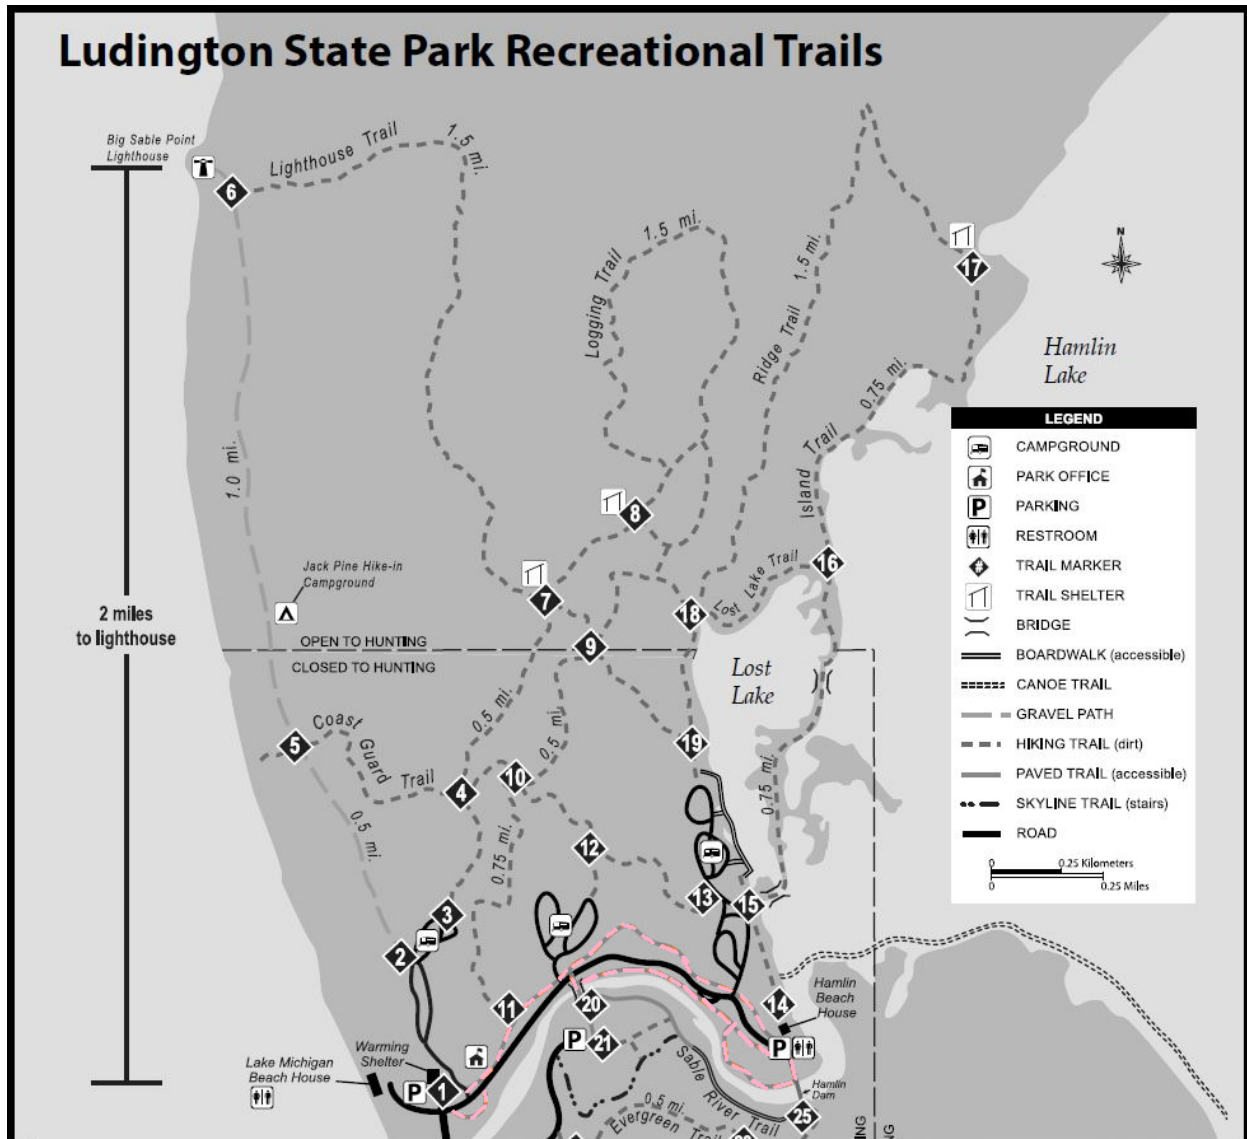 Ludington State Park Recreational Trails
Big Sable Point
Lighthouse
6
Lighthouse Trail
1.5 mi.
Logging Trail
1.5 mi.
Ridge Trail
1.5 mi.
17
N
Hamlin
Lake
Island Trail
0.75 mi.
1.0 mi.
8
7
Jack Pine Hike-in
Campground
2 miles
to lighthouse
OPEN TO HUNTING
CLOSED TO HUNTING
9
18
Lost Lake Trail
16
Lost
Lake
5
Coast Guard Trail
0.5 mi.
0.5 mi.
19
4
10
0.5 mi.
0.75 mi.
0.75 mi.
12
3
2
13
15
11
20
14
Hamlin
Beach
House
P
21
P
Warming
Shelter
Lake Michigan
Beach House
P
1
Sable River Trail
Hamlin
Dam
25
0.5 mi.
Evergreen
LEGEND
CAMPGROUND
PARK OFFICE
P PARKING
RESTROOM
# TRAIL MARKER
TRAIL SHELTER
BRIDGE
BOARDWALK (accessible)
CANOE TRAIL
GRAVEL PATH
HIKING TRAIL (dirt)
PAVED TRAIL (accessible)
SKYLINE TRAIL (stairs)
ROAD
0 0.25 Kilometers
0 0.25 Miles